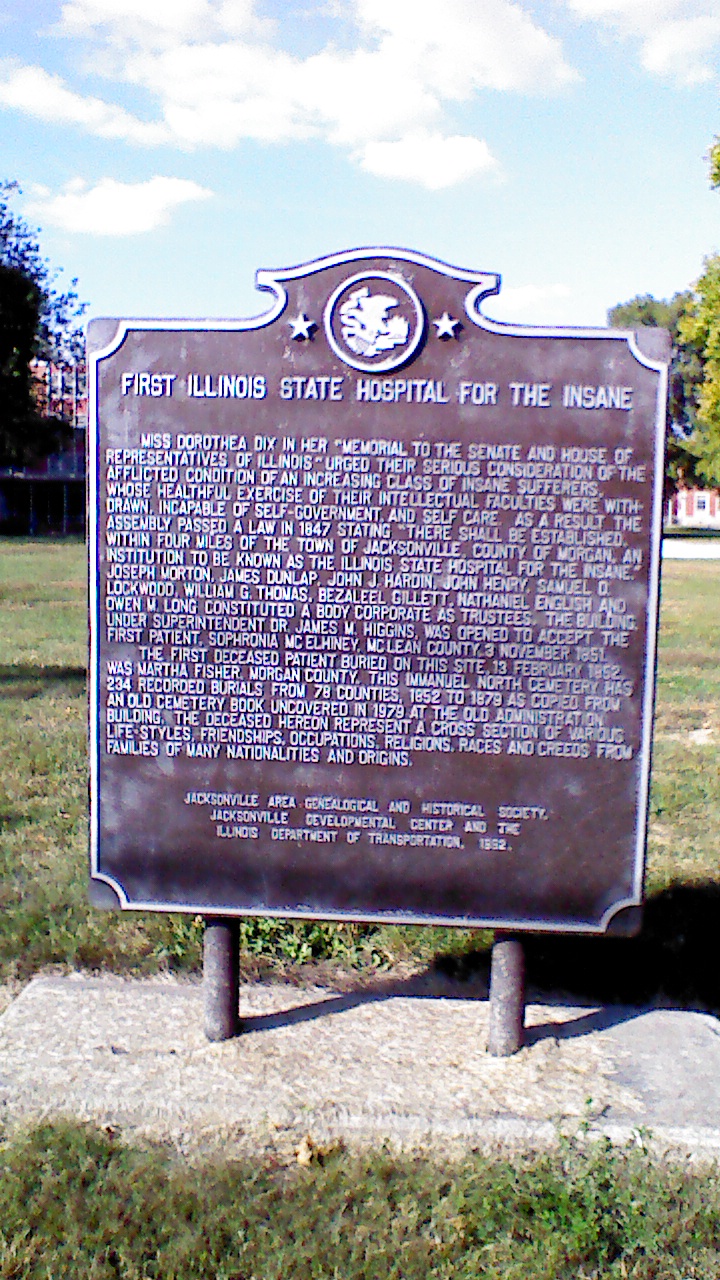 FIRST ILLINOIS STATE HOSPITAL FOR THE INSANE
MISS DOROTHEA DIX IN HER "MEMORIAL TO THE SENATE AND HOUSE OF
REPRESENTATIVES OF ILLINOIS" URGED THEIR SERIOUS CONSIDERATION OF THE
AFFLICTED CONDITION OF AN INCREASING CLASS OF INSANE SUFFERERS,
WHOSE HEALTHFUL EXERCISE OF THEIR INTELLECTUAL FACULTIES WERE WITH-
DRAWN, INCAPABLE OF SELF-GOVERNMENT, AND SELF CARE. AS A RESULT THE
ASSEMBLY PASSED A LAW IN 1847 STATING "THERE SHALL BE ESTABLISHED,
WITHIN FOUR MILES OF THE TOWN OF JACKSONVILLE, COUNTY OF MORGAN, AN
INSTITUTION TO BE KNOWN AS THE ILLINOIS STATE HOSPITAL FOR THE INSANE."
JOSEPH MORTON, JAMES DUNLAP, JOHN J. HARDIN, JOHN HENRY, SAMUEL D.
LOCKWOOD, WILLIAM G. THOMAS, BEZALEEL GILLETT, NATHANIEL ENGLISH AND
OWEN M. LONG CONSTITUTED A BODY CORPORATE AS TRUSTEES. THE BUILDING,
UNDER SUPERINTENDENT DR. JAMES M. HIGGINS, WAS OPENED TO ACCEPT THE
FIRST PATIENT, SOPHRONIA MC ELHINEY, MC LEAN COUNTY, 3 NOVEMBER 1851.
THE FIRST DECEASED PATIENT BURIED ON THIS SITE, 13 FEBRUARY 1852,
WAS MARTHA FISHER, MORGAN COUNTY. THIS IMMANUEL NORTH CEMETERY HAS
234 RECORDED BURIALS FROM 78 COUNTIES, 1852 TO 1879 AS COPIED FROM
AN OLD CEMETERY BOOK UNCOVERED IN 1979 AT THE OLD ADMINISTRATION
BUILDING. THE DECEASED HEREON REPRESENT A CROSS SECTION OF VARIOUS
LIFE-STYLES, FRIENDSHIPS, OCCUPATIONS, RELIGIONS, RACES AND CREEDS FROM
FAMILIES OF MANY NATIONALITIES AND ORIGINS.
JACKSONVILLE AREA GENEALOGICAL AND HISTORICAL SOCIETY,
JACKSONVILLE DEVELOPMENTAL CENTER AND THE
ILLINOIS DEPARTMENT OF TRANSPORTATION,